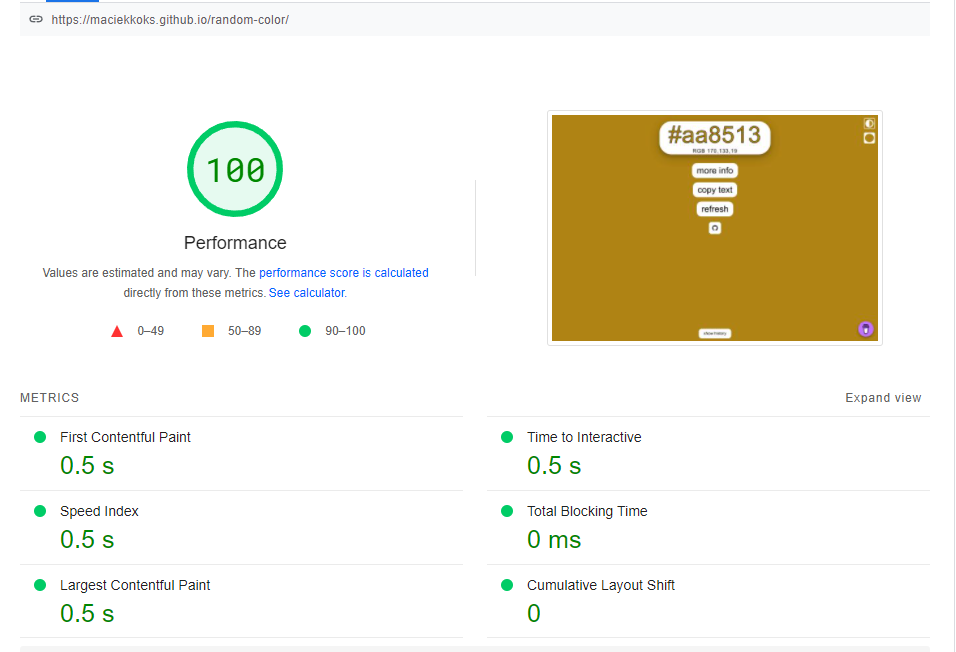 https://maciekkoks.github.io/random-color/
100
Performance
Values are estimated and may vary. The performance score is calculated
directly from these metrics. See calculator.
0–49
50–89
90–100
#aa8513
RGB 170,133,19
more info
copy text
refresh
show history
METRICS
Expand view
First Contentful Paint
0.5 s
Time to Interactive
0.5 s
Speed Index
0.5 s
Total Blocking Time
0 ms
Largest Contentful Paint
0.5 s
Cumulative Layout Shift
0